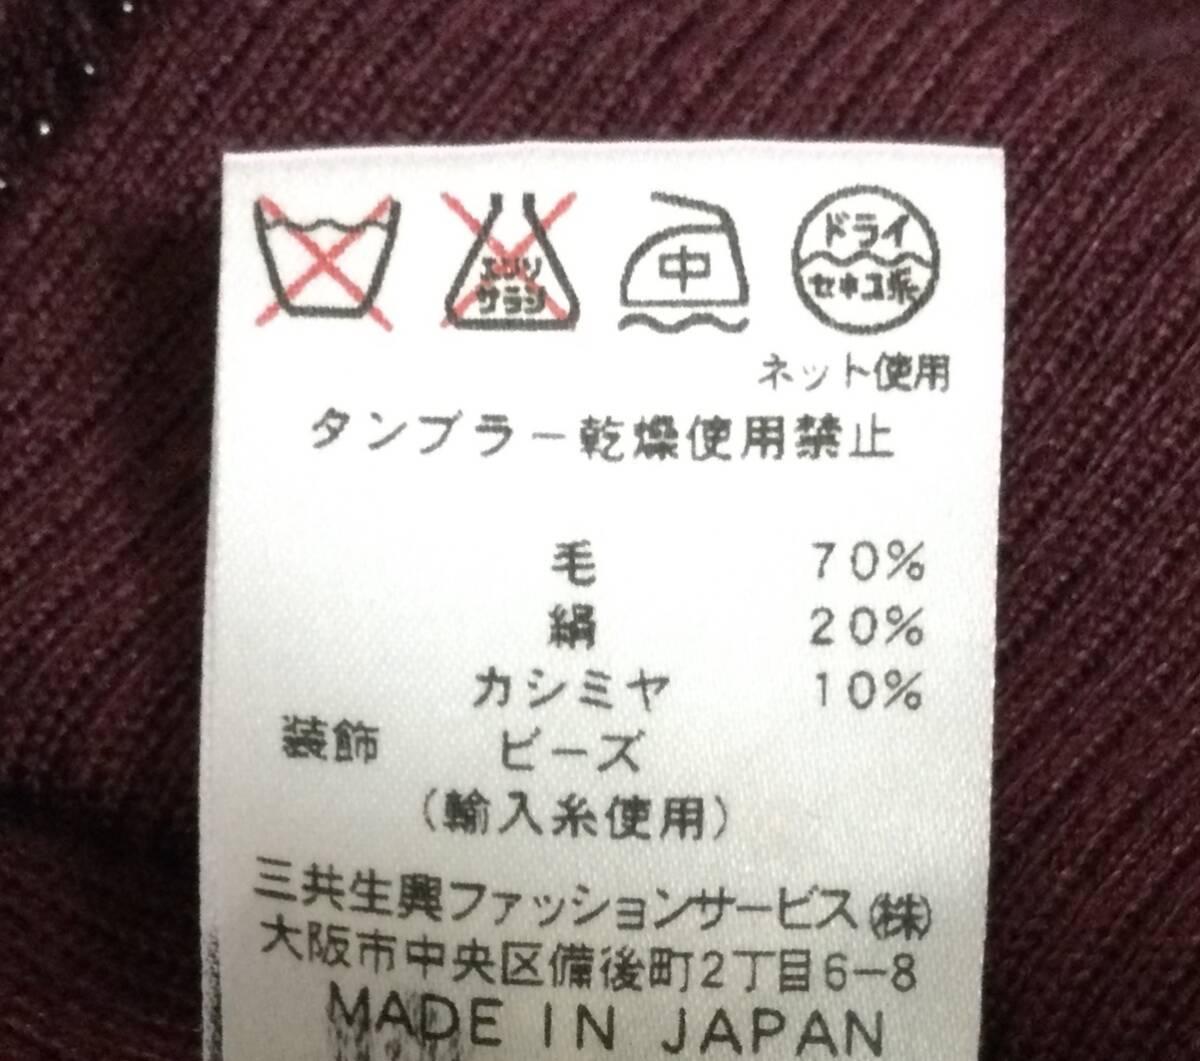 エンソ
サラシ
中
ドライ
セキユ系
ネット使用
タンブラー乾燥使用禁止
毛 70%
絹 20%
カシミヤ 10%
装飾 ビーズ
(輸入糸使用)
三共生興ファッションサービス(株)
大阪市中央区備後町2丁目6-8
MADE IN JAPAN